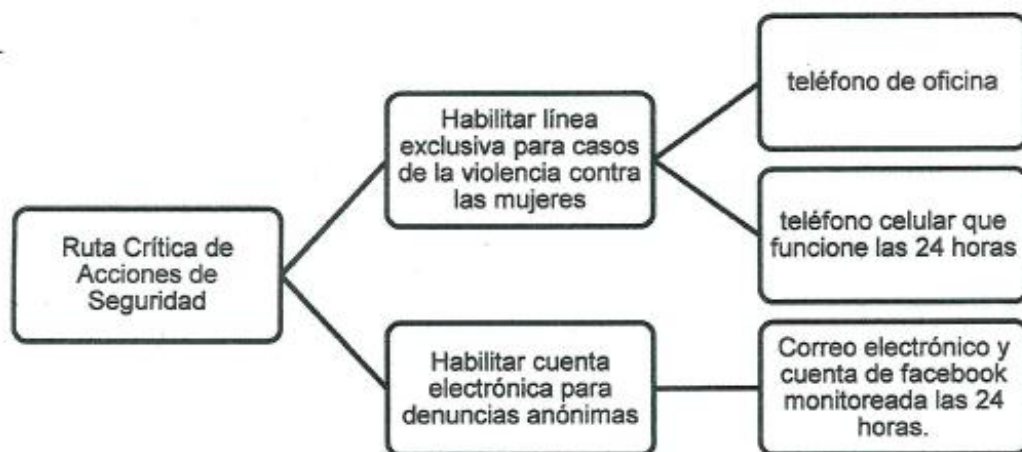 Ruta Crítica de
Acciones de
Seguridad
Habilitar línea
exclusiva para casos
de la violencia contra
las mujeres
teléfono de oficina
teléfono celular que
funcione las 24 horas
Habilitar cuenta
electrónica para
denuncias anónimas
Correo electrónico y
cuenta de facebook
monitoreada las 24
horas.